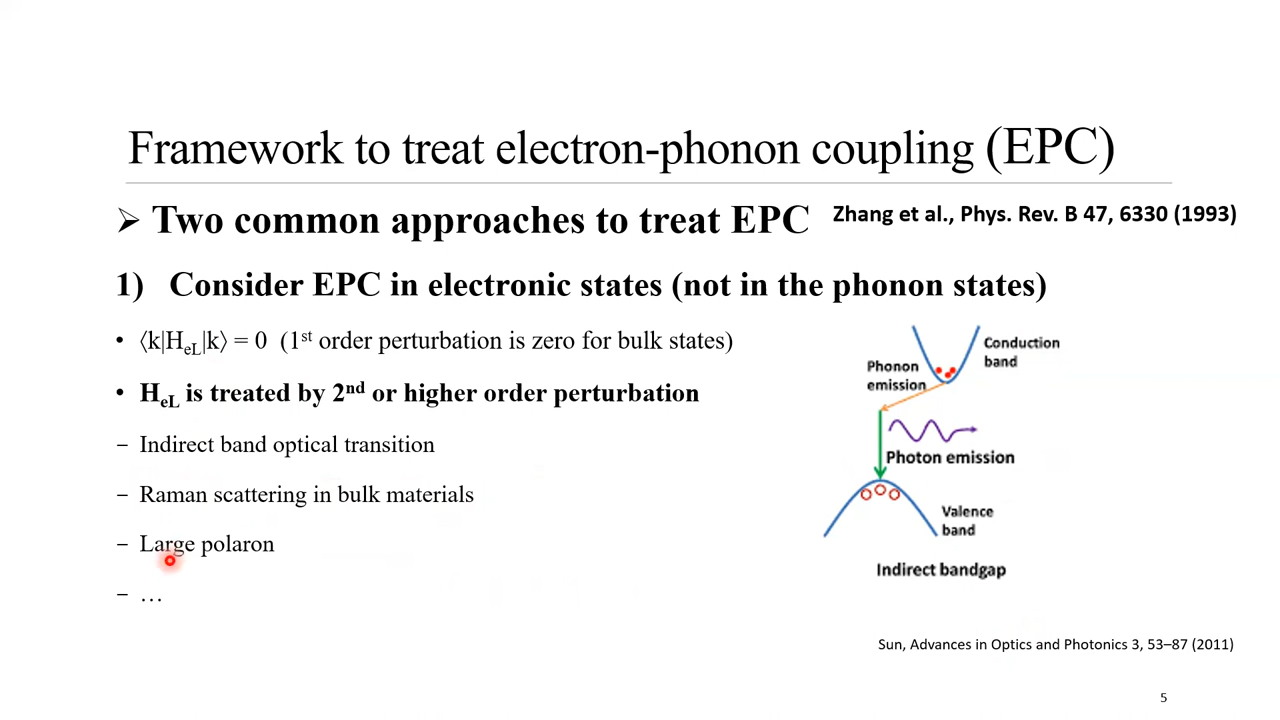 Framework to treat electron-phonon coupling (EPC)
➢ Two common approaches to treat EPC
Zhang et al., Phys. Rev. B 47, 6330 (1993)
1) Consider EPC in electronic states (not in the phonon states)
• ⟨k|HeL|k⟩ = 0 (1st order perturbation is zero for bulk states)
• HeL is treated by 2nd or higher order perturbation
− Indirect band optical transition
− Raman scattering in bulk materials
− Large polaron
− …
Conduction
band
Phonon
emission
Photon emission
Valence
band
Indirect bandgap
Sun, Advances in Optics and Photonics 3, 53–87 (2011)
5